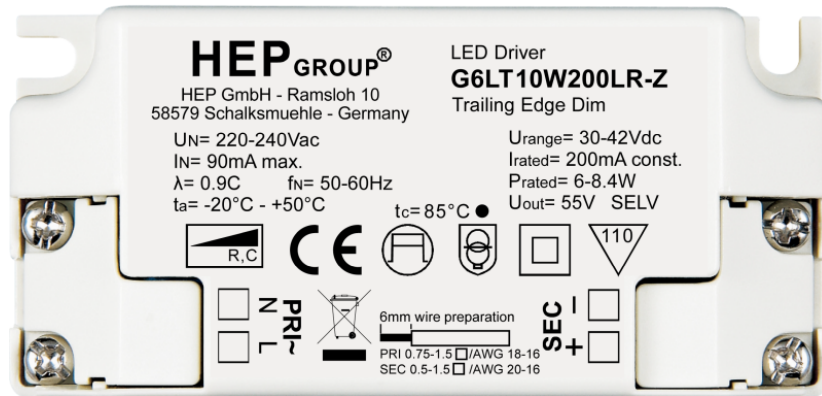 HEP GROUP®
HEP GmbH - Ramsloh 10
58579 Schalksmuehle - Germany
LED Driver
G6LT10W200LR-Z
Trailing Edge Dim
UN= 220-240Vac
IN= 90mA max.
λ= 0.9C fN= 50-60Hz
ta= -20°C - +50°C
Urange= 30-42Vdc
Irated= 200mA const.
Prated= 6-8.4W
Uout= 55V SELV
tc= 85°C
R,C
CE
110
N
L
PRI~
6mm wire preparation
PRI 0.75-1.5 □/AWG 18-16
SEC 0.5-1.5 □/AWG 20-16
SEC
−
+